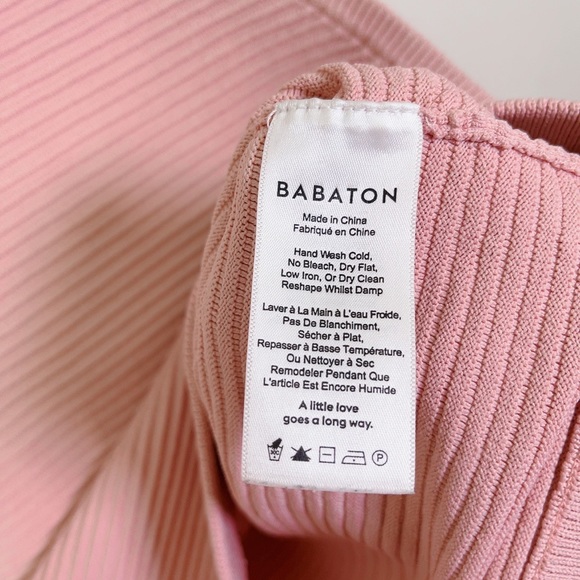 BABATON
Made in China
Fabriqué en Chine
Hand Wash Cold,
No Bleach, Dry Flat,
Low Iron, Or Dry Clean
Reshape Whilst Damp
Laver à La Main à L'eau Froide,
Pas De Blanchiment,
Sécher à Plat,
Repasser à Basse Température,
Ou Nettoyer à Sec
Remodeler Pendant Que
L'article Est Encore Humide
A little love
goes a long way.
P